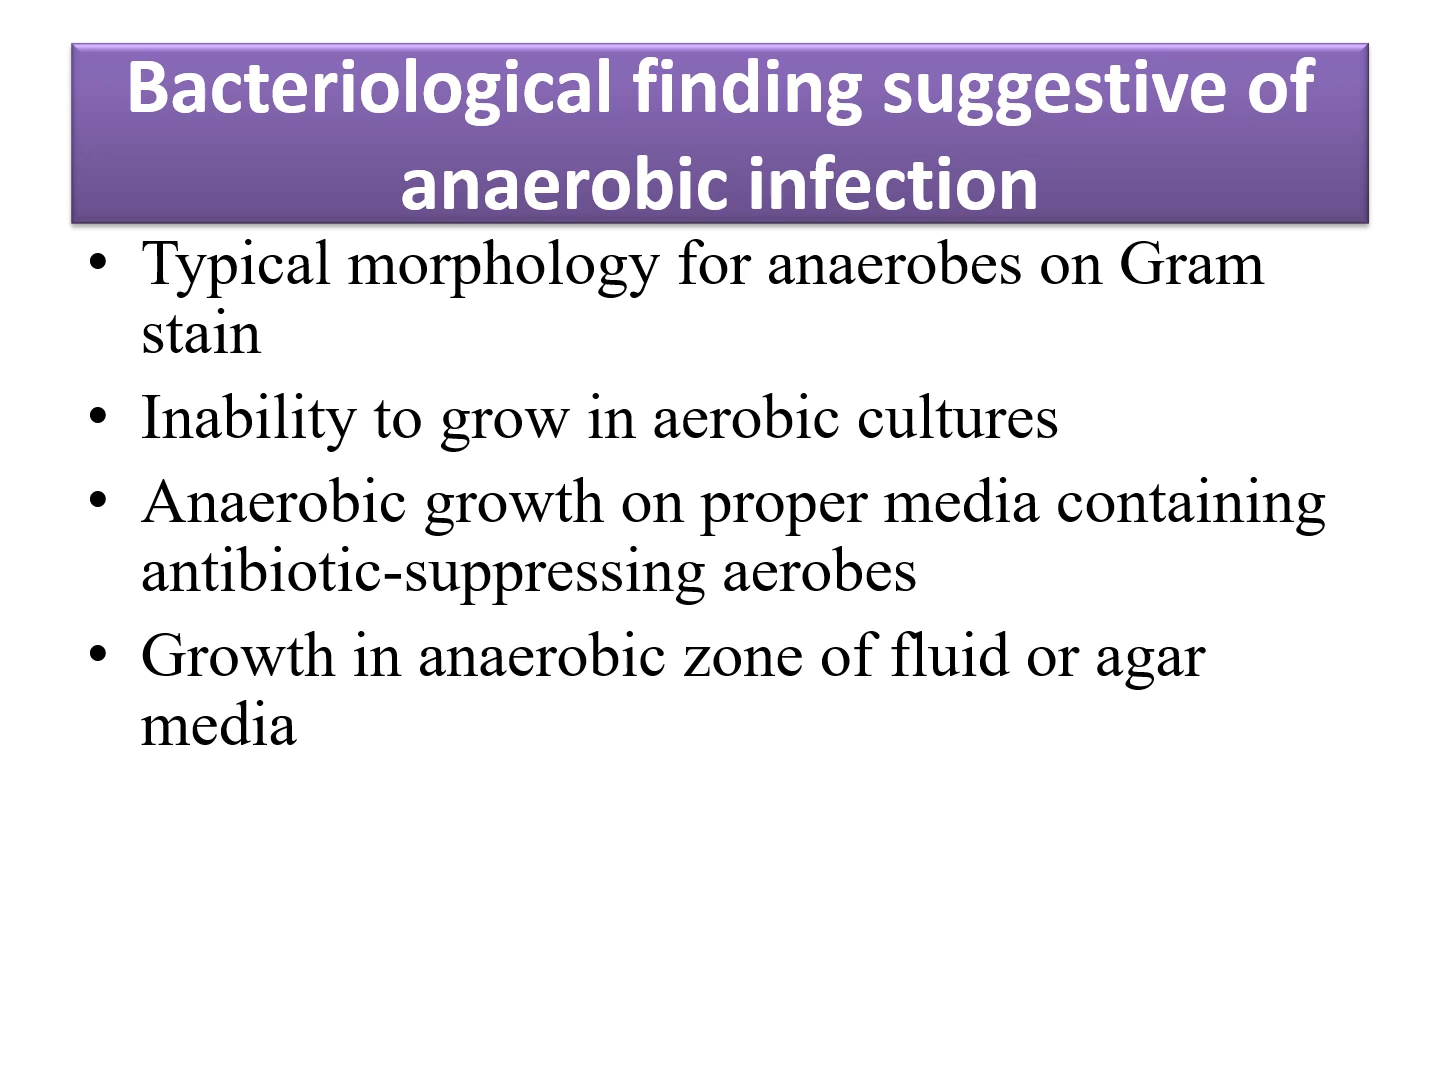 Bacteriological finding suggestive of
anaerobic infection
• Typical morphology for anaerobes on Gram
stain
• Inability to grow in aerobic cultures
• Anaerobic growth on proper media containing
antibiotic-suppressing aerobes
• Growth in anaerobic zone of fluid or agar
media